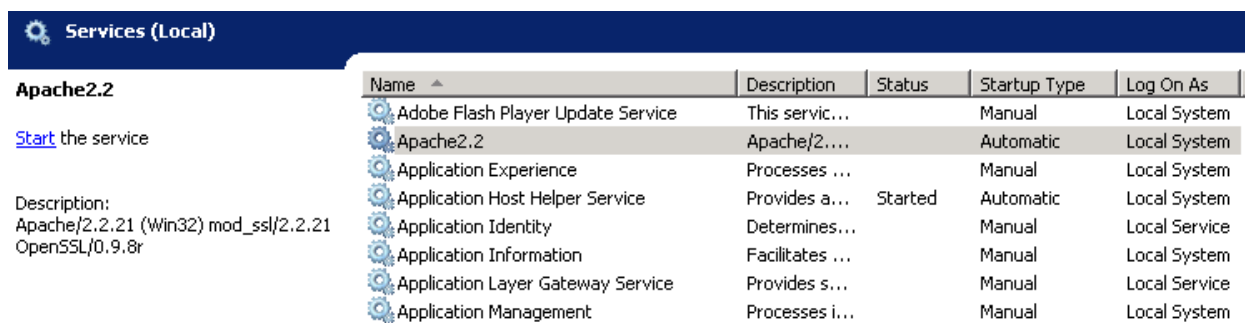 Services (Local)
Apache2.2
Start the service
Description:
Apache/2.2.21 (Win32) mod_ssl/2.2.21
OpenSSL/0.9.8r
Name Description Status Startup Type Log On As
Adobe Flash Player Update Service This servic... Manual Local System
Apache2.2 Apache/2.... Automatic Local System
Application Experience Processes ... Manual Local System
Application Host Helper Service Provides a... Started Automatic Local System
Application Identity Determines... Manual Local Service
Application Information Facilitates ... Manual Local System
Application Layer Gateway Service Provides s... Manual Local Service
Application Management Processes i... Manual Local System